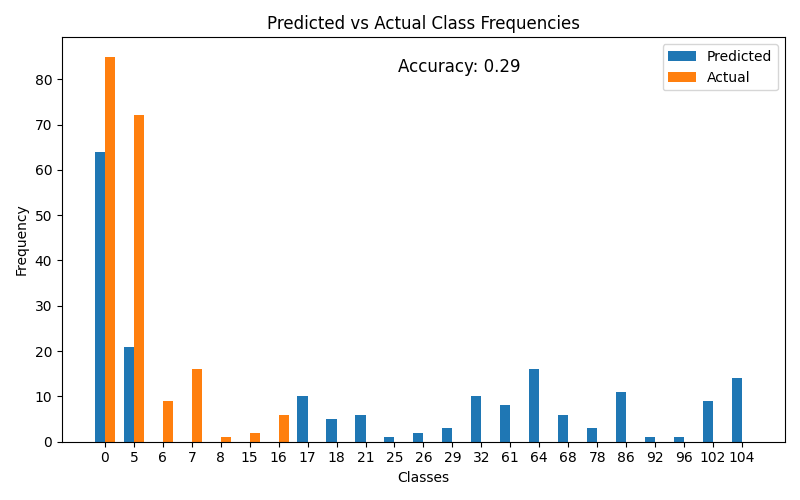 Predicted vs Actual Class Frequencies
Accuracy: 0.29
Predicted
Actual
Frequency
80
70
60
50
40
30
20
10
0
0 5 6 7 8 15 16 17 18 21 25 26 29 32 61 64 68 78 86 92 96 102 104
Classes